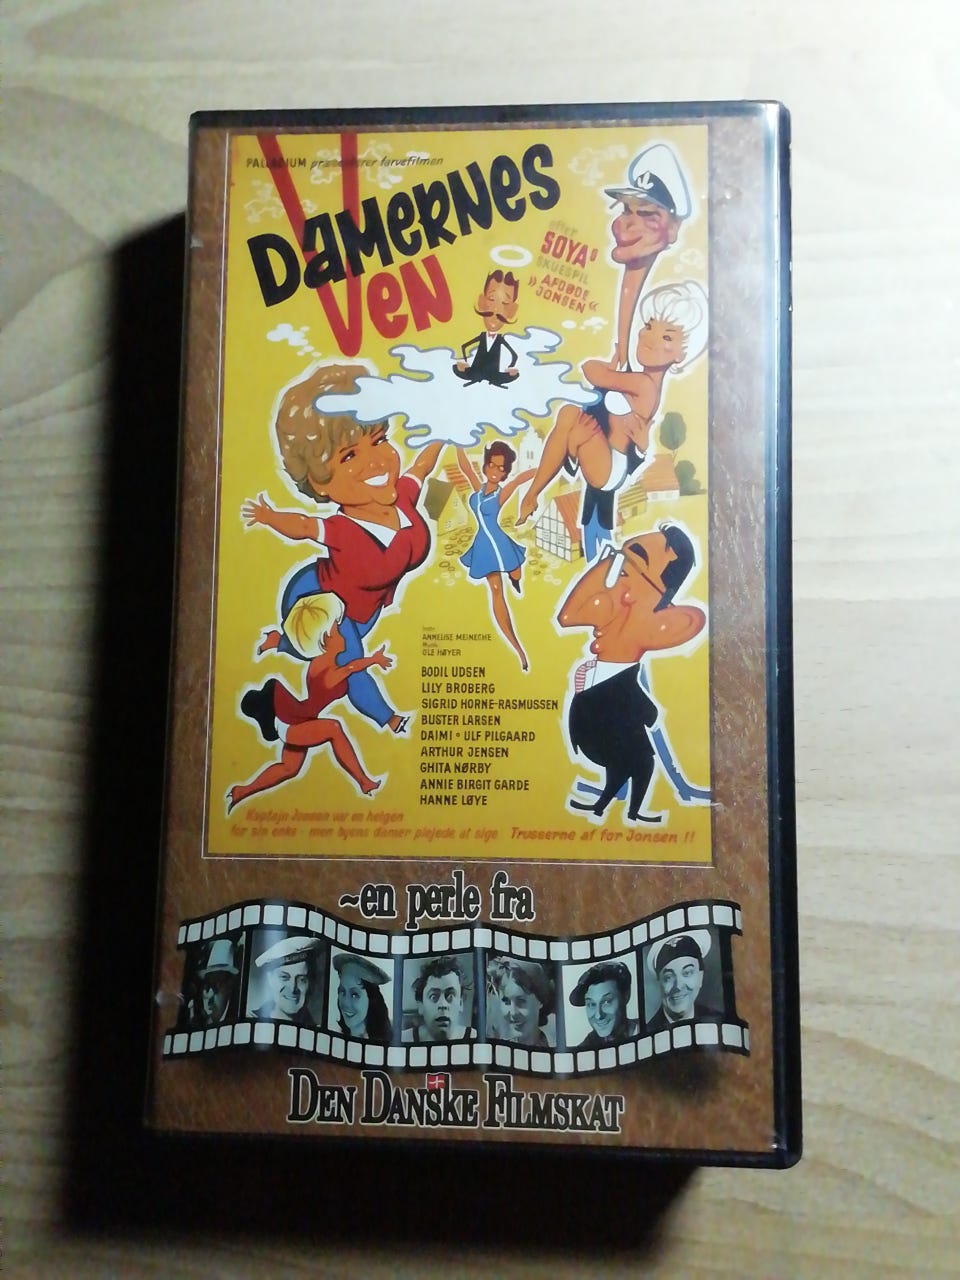 PALLADIUM præsenterer farvefilmen
DAMERNES
VEN
efter
SOYAs
SKUESPIL
»AFDØDE
JONSEN«
Instr:
ANNELISE MEINECHE
Musik:
OLE HØYER
BODIL UDSEN
LILY BROBERG
SIGRID HORNE-RASMUSSEN
BUSTER LARSEN
DAIMI • ULF PILGAARD
ARTHUR JENSEN
GHITA NØRBY
ANNIE BIRGIT GARDE
HANNE LØYE
Kaptajn Jonsen var en helgen
for sin enke - men byens damer plejede at sige Trusserne af for Jonsen !!
~en perle fra
DEN DANSKE FILMSKAT